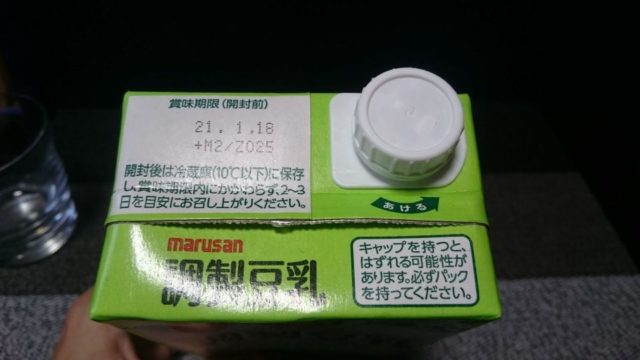 賞味期限(開封前)
21. 1.18
+M2/Z025
開封後は冷蔵庫(10℃以下)に保存
し、賞味期限内にかかわらず、2〜3
日を目安にお召し上がりください。
あける
marusan
調製豆乳
キャップを持つと、
はずれる可能性が
あります。必ずパック
を持ってください。